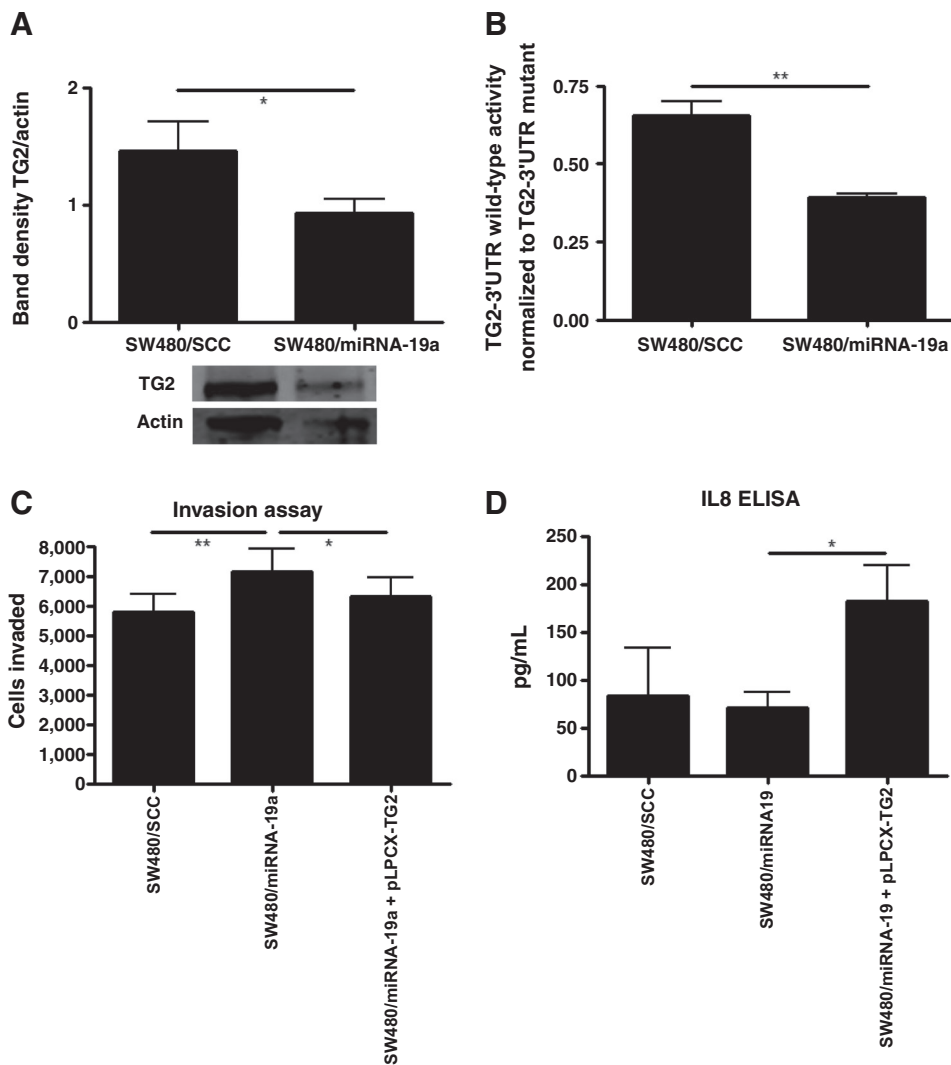 A
Band density TG2/actin
2
1
0
*
SW480/SCC
SW480/miRNA-19a
TG2
Actin
B
TG2-3'UTR wild-type activity
normalized to TG2-3'UTR mutant
0.75
0.50
0.25
0.00
**
SW480/SCC
SW480/miRNA-19a
C
Invasion assay
Cells invaded
8,000
7,000
6,000
5,000
4,000
3,000
2,000
1,000
0
**
*
SW480/SCC
SW480/miRNA-19a
SW480/miRNA-19a + pLPCX-TG2
D
IL8 ELISA
pg/mL
250
200
150
100
50
0
*
SW480/SCC
SW480/miRNA19
SW480/miRNA-19 + pLPCX-TG2